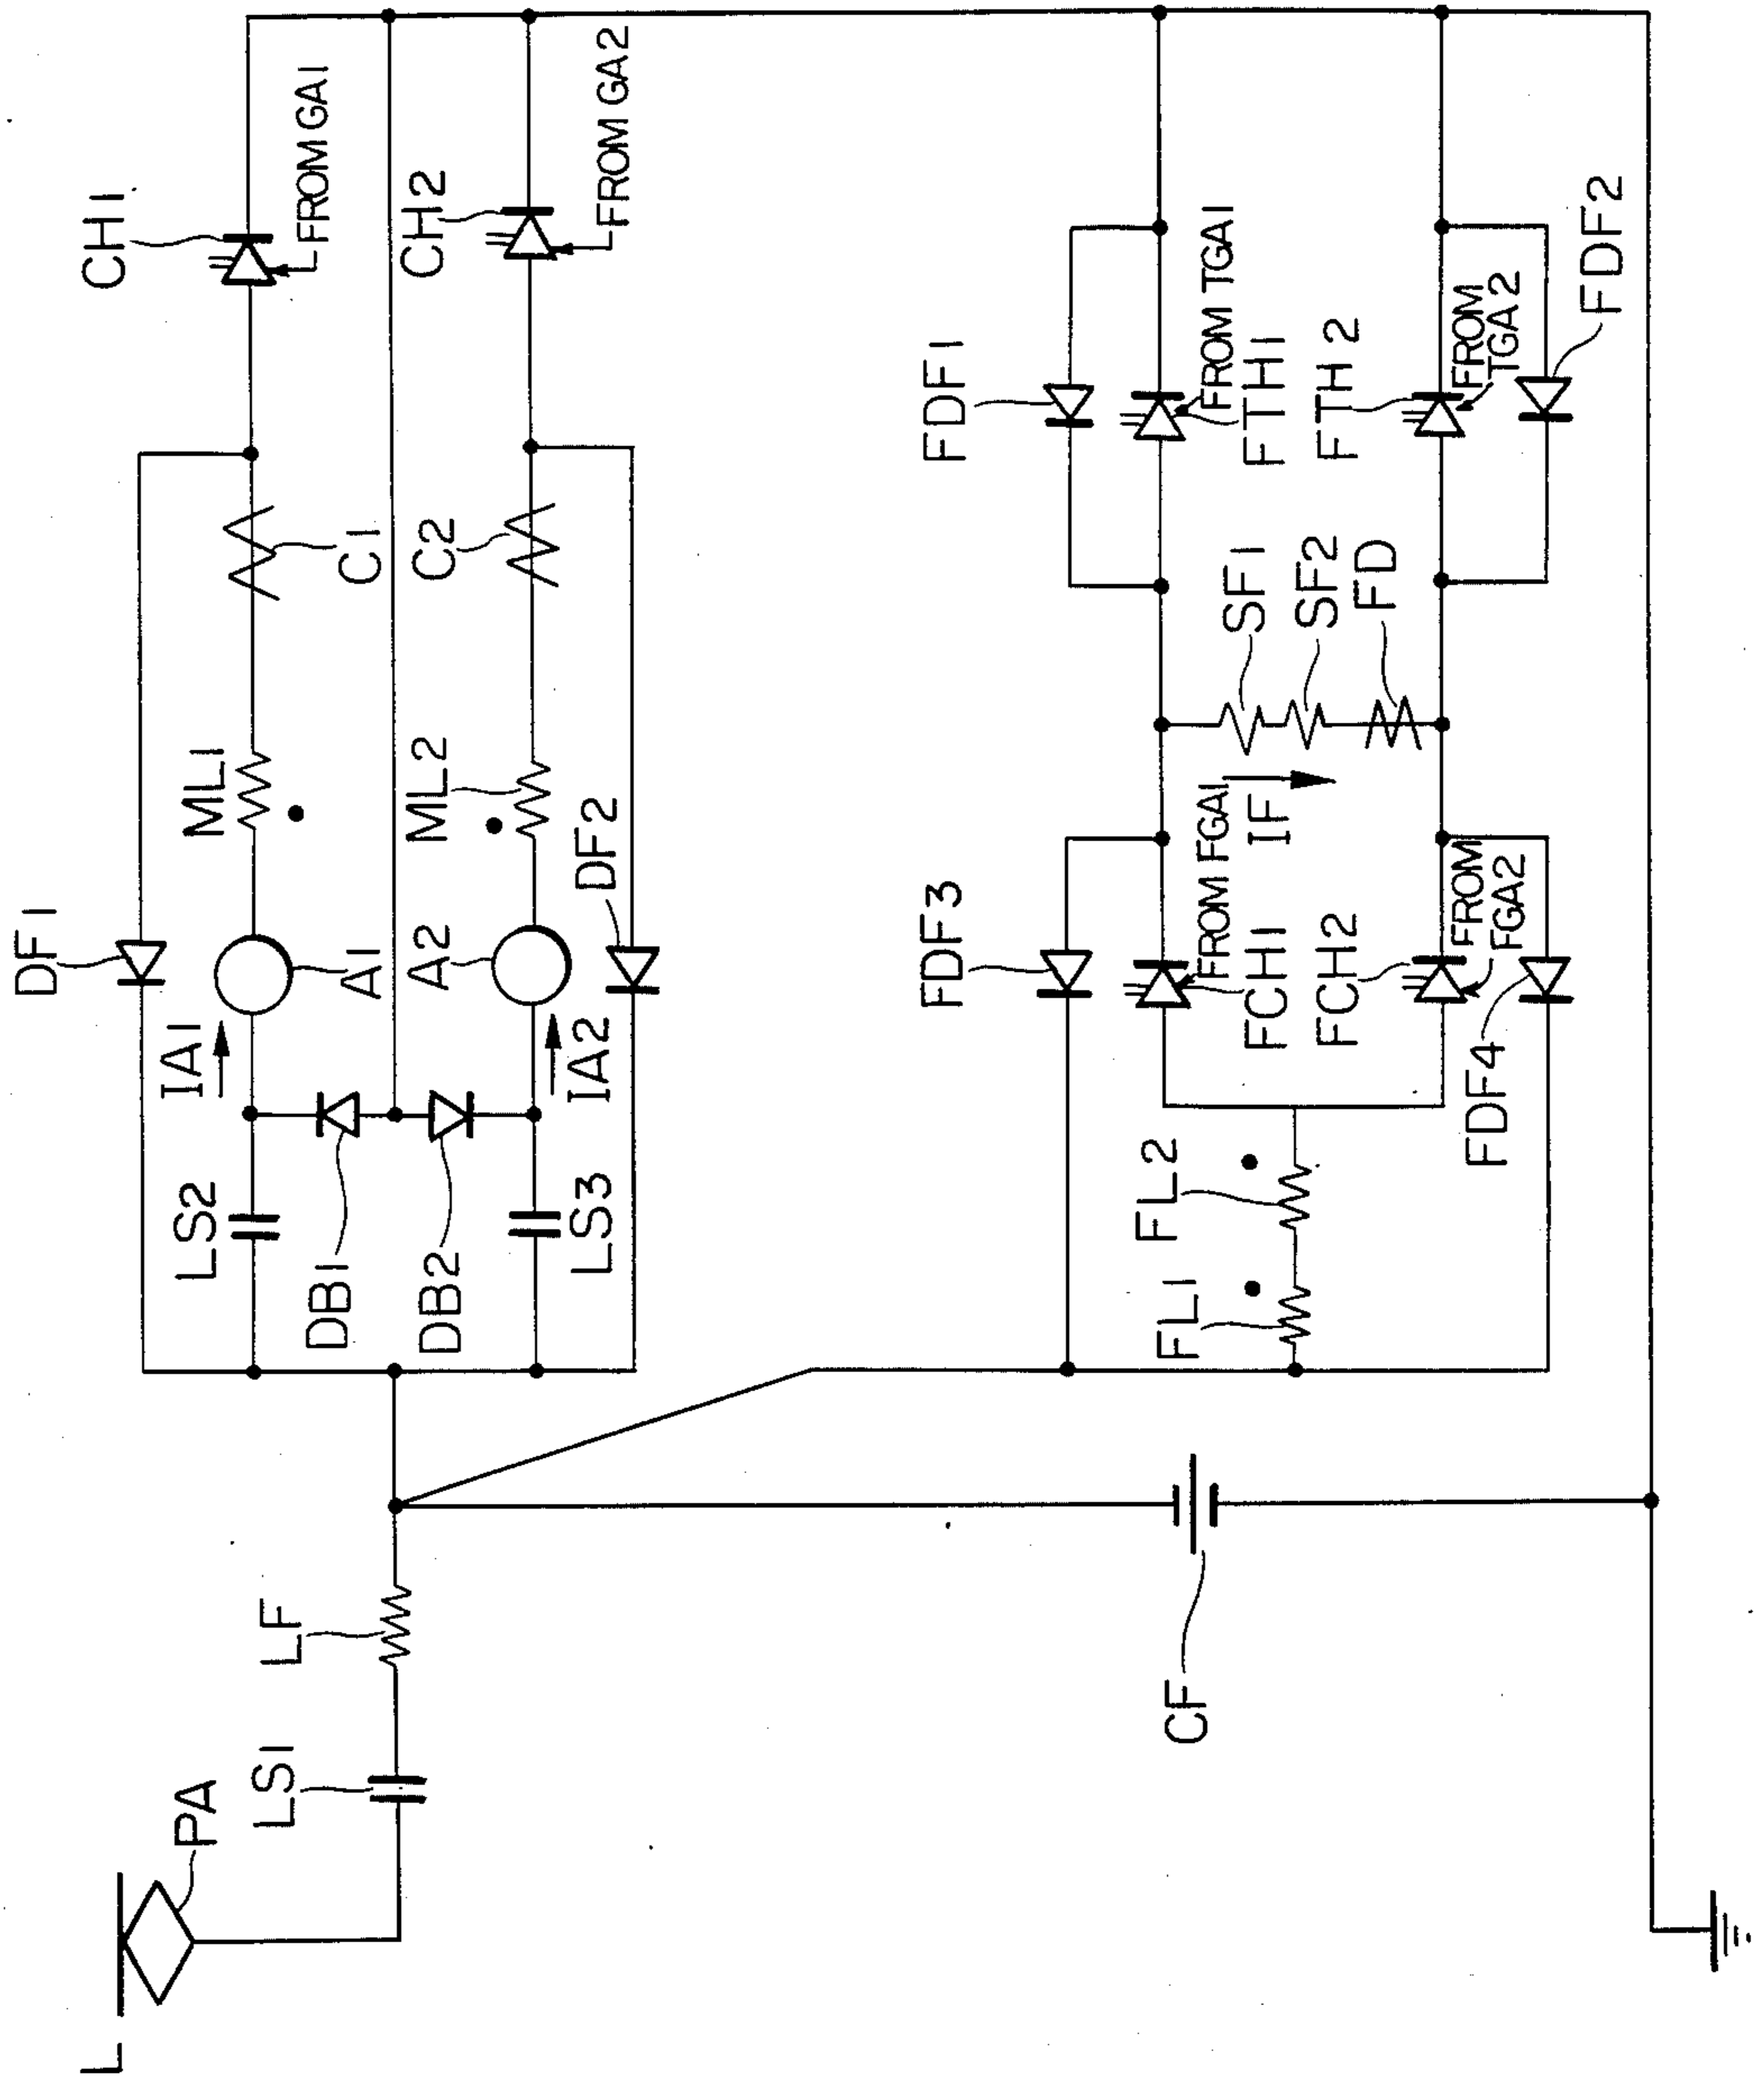 L
PA
LS1
LF
CF
DF1
IA1
A1
ML1
C1
CH1
FROM GA1
LS2
DB1
DB2
LS3
IA2
A2
ML2
DF2
C2
CH2
FROM GA2
FL1
FL2
FDF3
FROM FGA1
FCH1
FCH2
FROM
FGA2
FDF4
IF
SF1
SF2
FD
FDF1
FROM TGA1
FTH1
FTH2
FROM
TGA2
FDF2